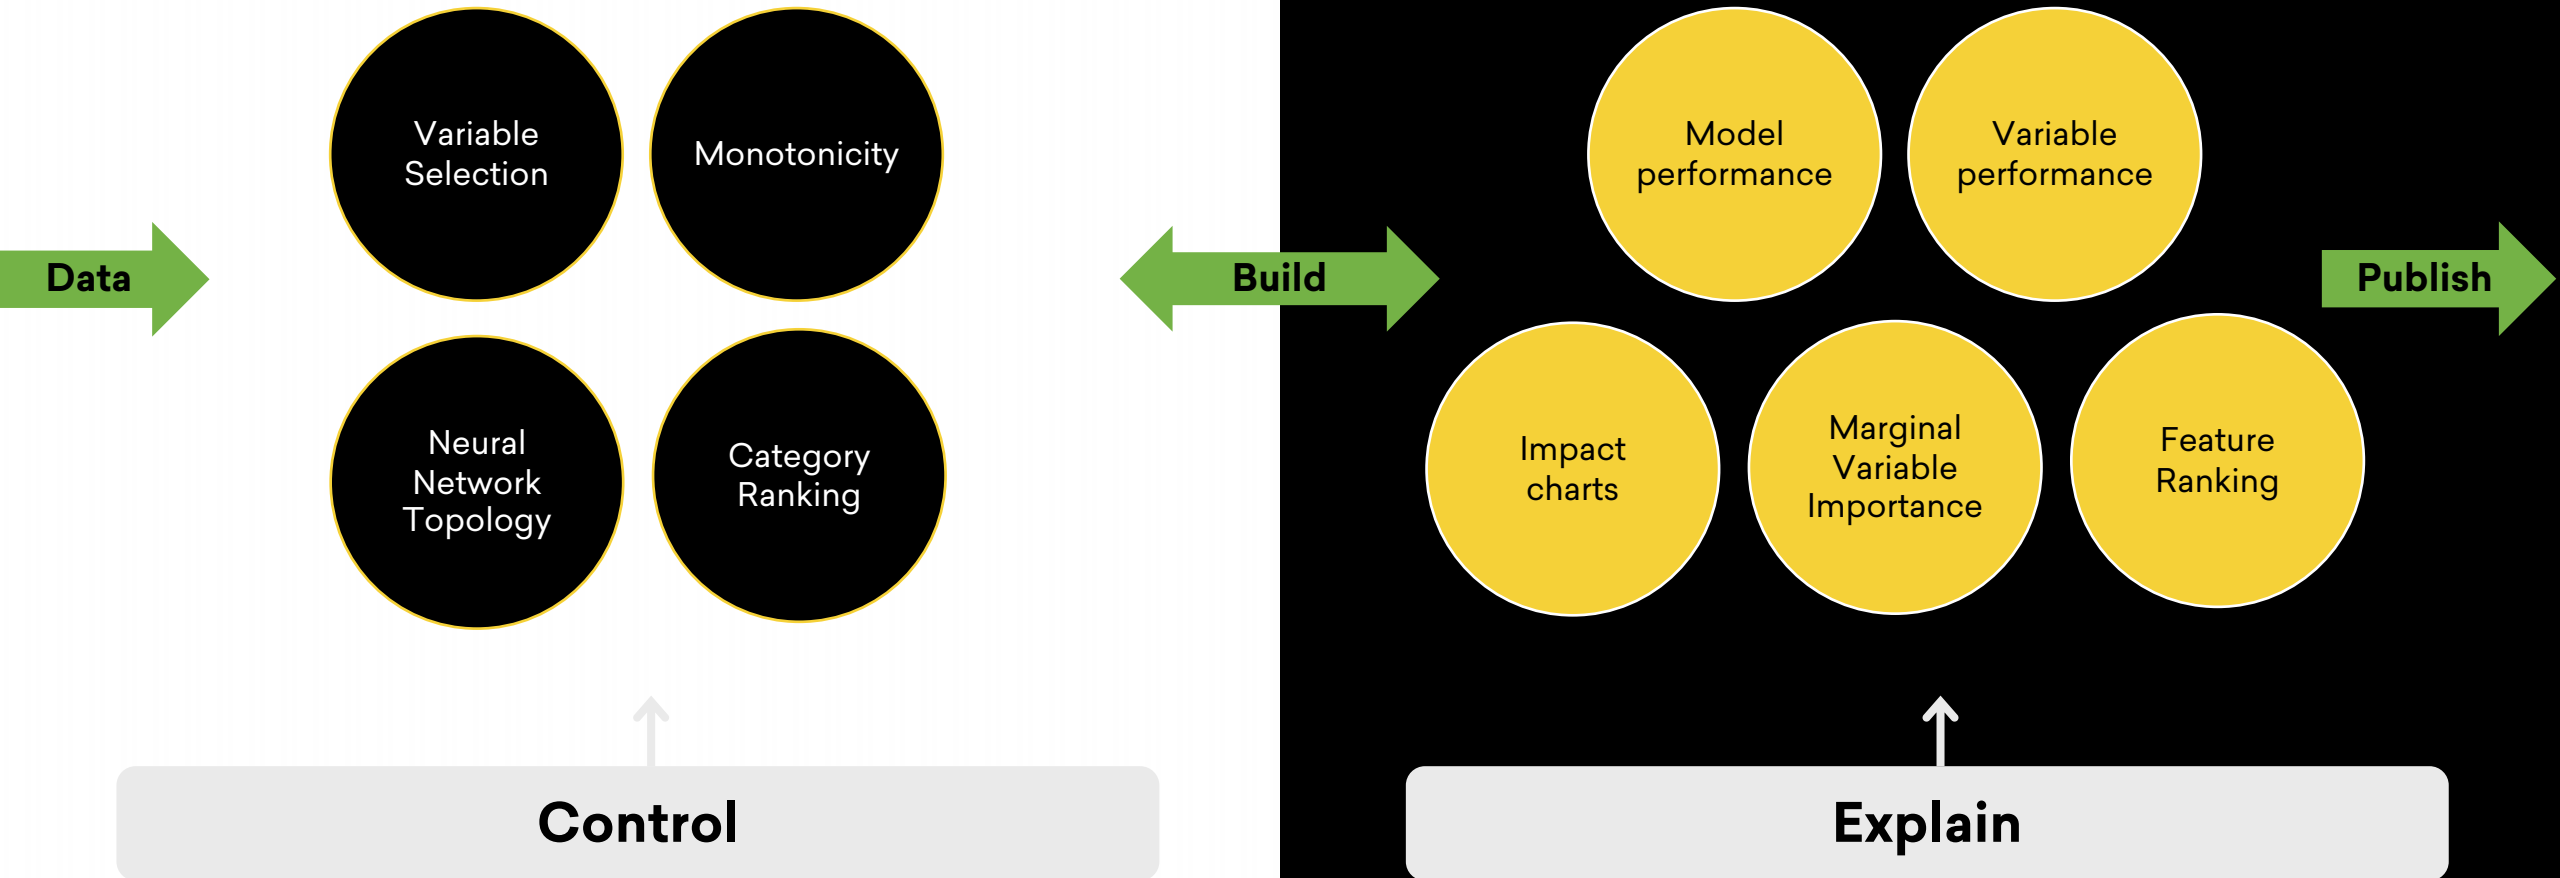 Data
Variable
Selection
Monotonicity
Neural
Network
Topology
Category
Ranking
Control
Build
Model
performance
Variable
performance
Impact
charts
Marginal
Variable
Importance
Feature
Ranking
Publish
Explain